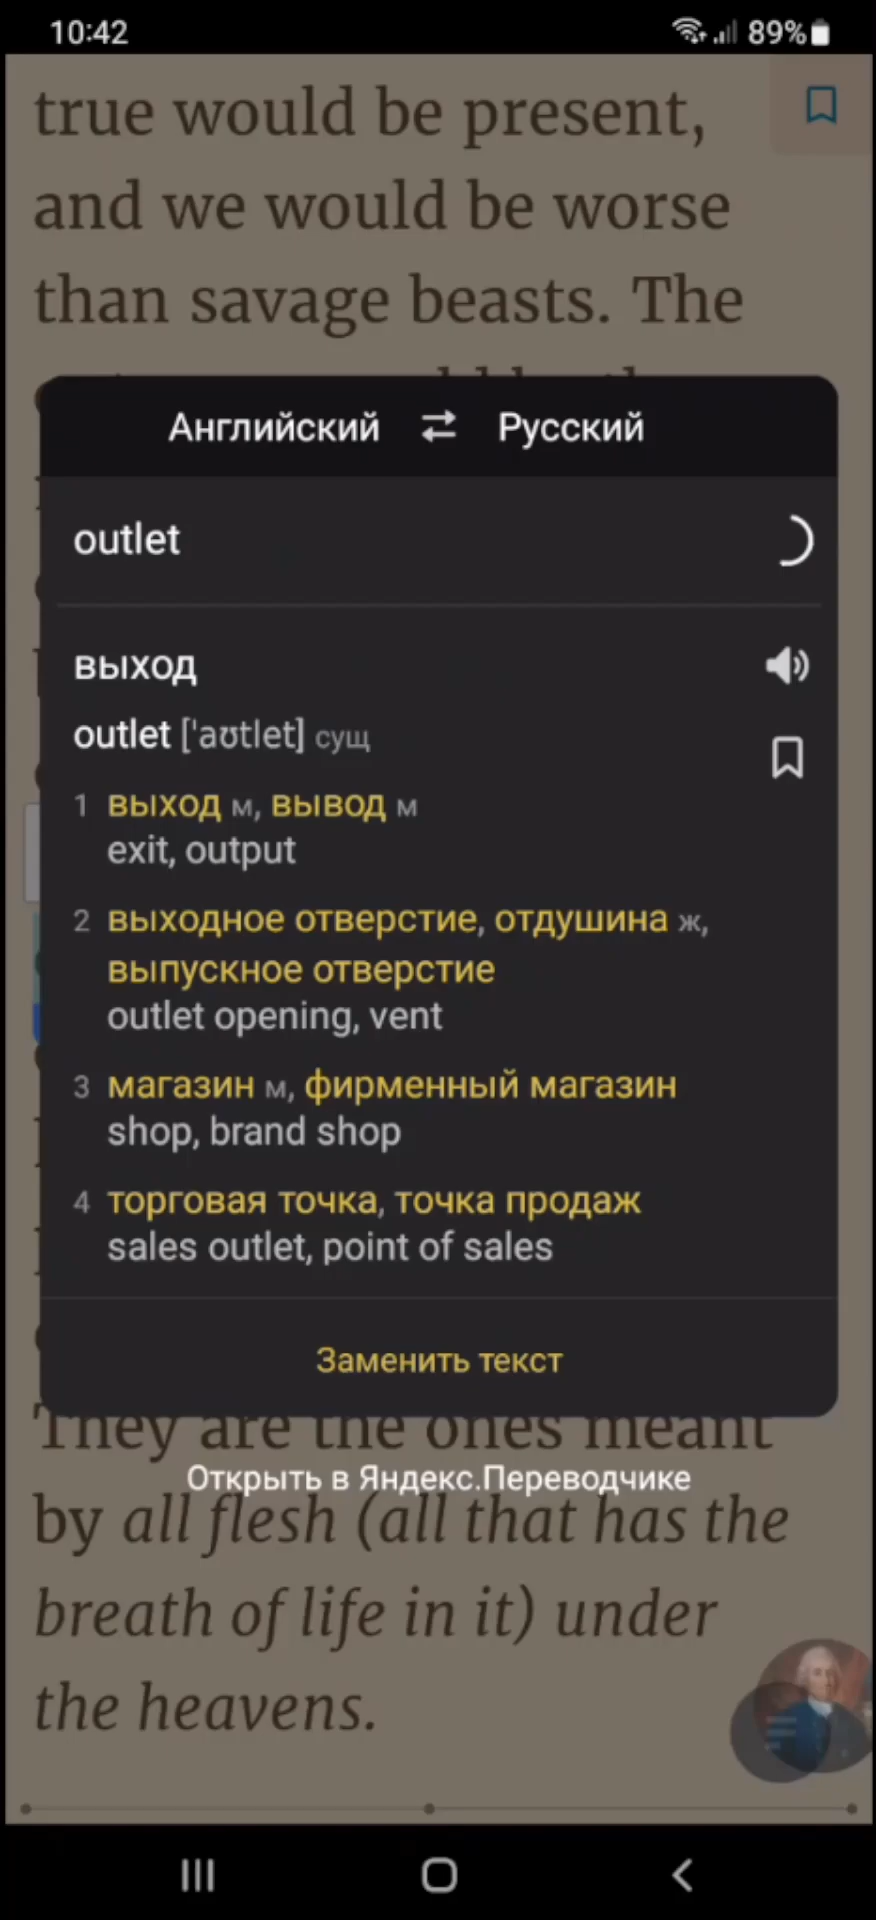 10:42
89%
true would be present,
and we would be worse
than savage beasts. The
Английский
Русский
outlet
выход
outlet ['aʊtlet] сущ
1 выход м, вывод м
exit, output
2 выходное отверстие, отдушина ж,
выпускное отверстие
outlet opening, vent
3 магазин м, фирменный магазин
shop, brand shop
4 торговая точка, точка продаж
sales outlet, point of sales
Заменить текст
They are the ones meant
Открыть в Яндекс.Переводчике
by all flesh (all that has the
breath of life in it) under
the heavens.